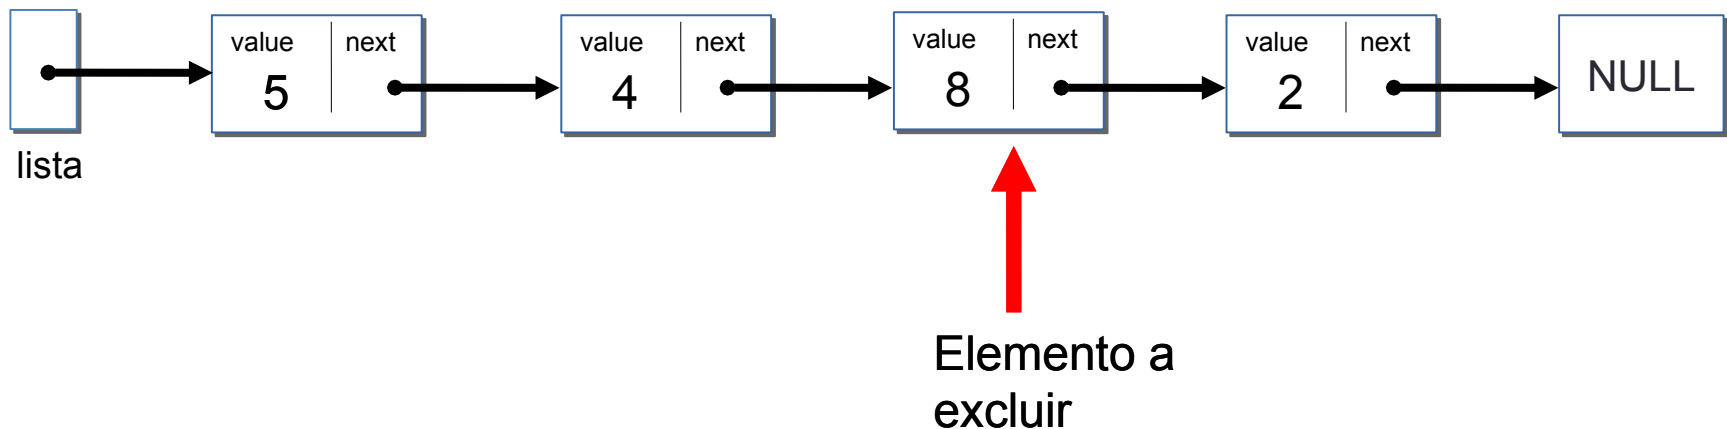 value next
5
value next
4
value next
8
value next
2
NULL
lista
Elemento a
excluir